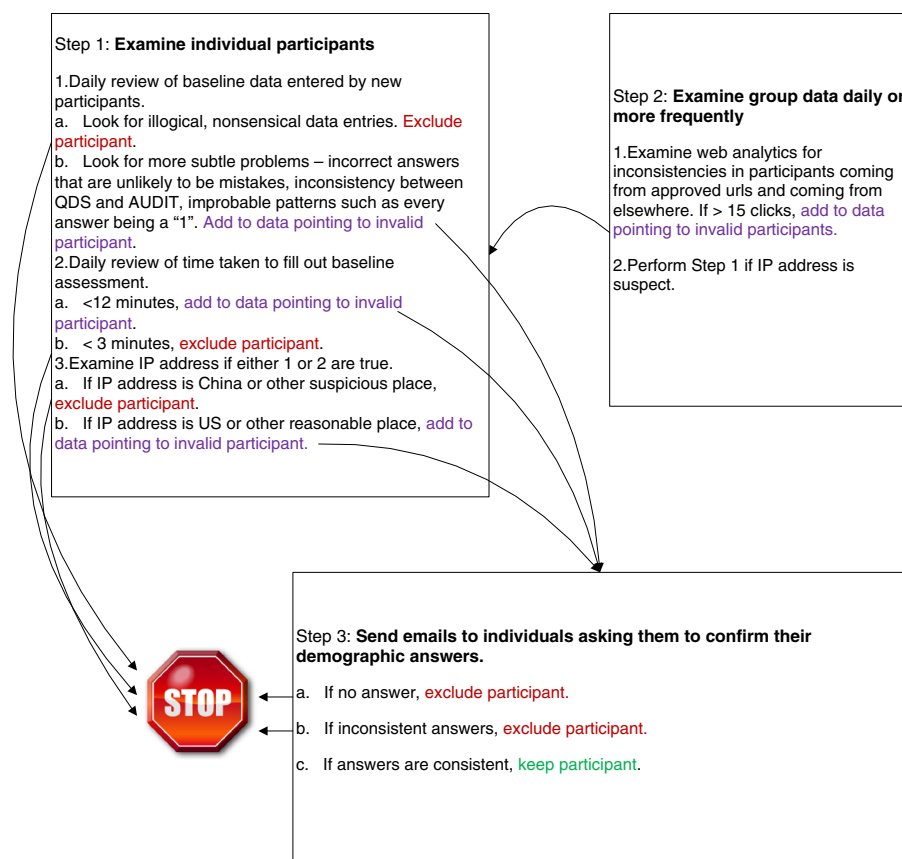 Step 1: Examine individual participants
1.Daily review of baseline data entered by new
participants.
a. Look for illogical, nonsensical data entries. Exclude
participant.
b. Look for more subtle problems – incorrect answers
that are unlikely to be mistakes, inconsistency between
QDS and AUDIT, improbable patterns such as every
answer being a “1”. Add to data pointing to invalid
participant.
2.Daily review of time taken to fill out baseline
assessment.
a. <12 minutes, add to data pointing to invalid
participant.
b. < 3 minutes, exclude participant.
3.Examine IP address if either 1 or 2 are true.
a. If IP address is China or other suspicious place,
exclude participant.
b. If IP address is US or other reasonable place, add to
data pointing to invalid participant.
Step 2: Examine group data daily or
more frequently
1.Examine web analytics for
inconsistencies in participants coming
from approved urls and coming from
elsewhere. If > 15 clicks, add to data
pointing to invalid participants.
2.Perform Step 1 if IP address is
suspect.
Step 3: Send emails to individuals asking them to confirm their
demographic answers.
a. If no answer, exclude participant.
b. If inconsistent answers, exclude participant.
c. If answers are consistent, keep participant.
STOP